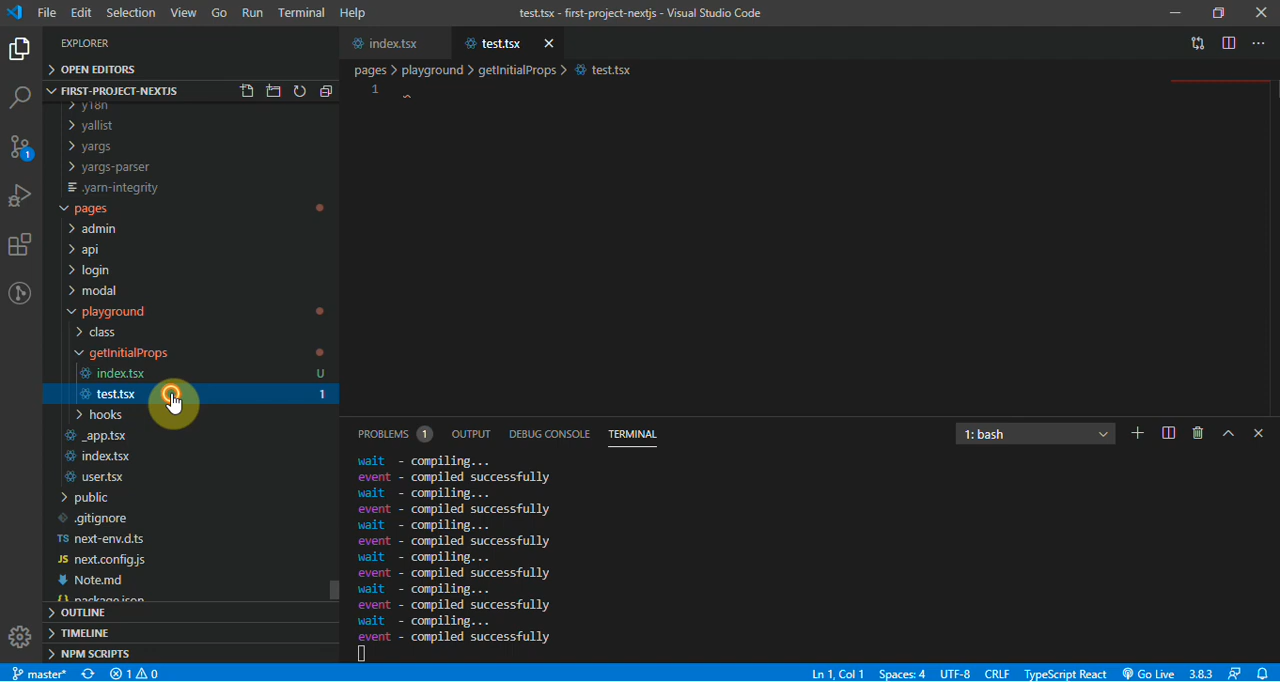 File Edit Selection View Go Run Terminal Help
test.tsx - first-project-nextjs - Visual Studio Code
EXPLORER
OPEN EDITORS
FIRST-PROJECT-NEXTJS
y18n
yallist
yargs
yargs-parser
.yarn-integrity
pages
admin
api
login
modal
playground
class
getInitialProps
index.tsx U
test.tsx 1
hooks
_app.tsx
index.tsx
user.tsx
public
.gitignore
TS next-env.d.ts
JS next.config.js
Note.md
{} package.json
OUTLINE
TIMELINE
NPM SCRIPTS
index.tsx test.tsx
pages > playground > getInitialProps > test.tsx
1
PROBLEMS 1 OUTPUT DEBUG CONSOLE TERMINAL 1: bash
wait - compiling...
event - compiled successfully
wait - compiling...
event - compiled successfully
wait - compiling...
event - compiled successfully
wait - compiling...
event - compiled successfully
wait - compiling...
event - compiled successfully
wait - compiling...
event - compiled successfully
1
master* 1 0 Ln 1, Col 1 Spaces: 4 UTF-8 CRLF TypeScript React Go Live 3.8.3